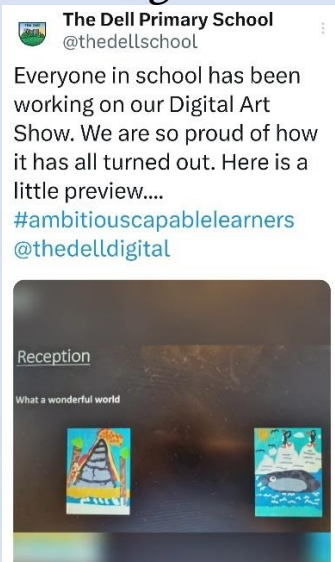 The Dell Primary School
@thedellschool
Everyone in school has been
working on our Digital Art
Show. We are so proud of how
it has all turned out. Here is a
little preview....
#ambitiouscapablelearners
@thedelldigital
Reception
What a wonderful world